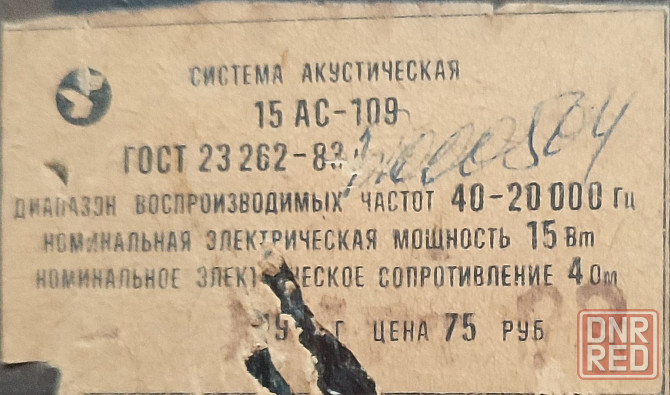 СИСТЕМА АКУСТИЧЕСКАЯ
15 АС-109
ГОСТ 23262-83
ДИАПАЗОН ВОСПРОИЗВОДИМЫХ ЧАСТОТ 40-20000 Гц
НОМИНАЛЬНАЯ ЭЛЕКТРИЧЕСКАЯ МОЩНОСТЬ 15 Вт
НОМИНАЛЬНОЕ ЭЛЕКТРИЧЕСКОЕ СОПРОТИВЛЕНИЕ 4 Ом
Г ЦЕНА 75 РУБ
DNR
RED